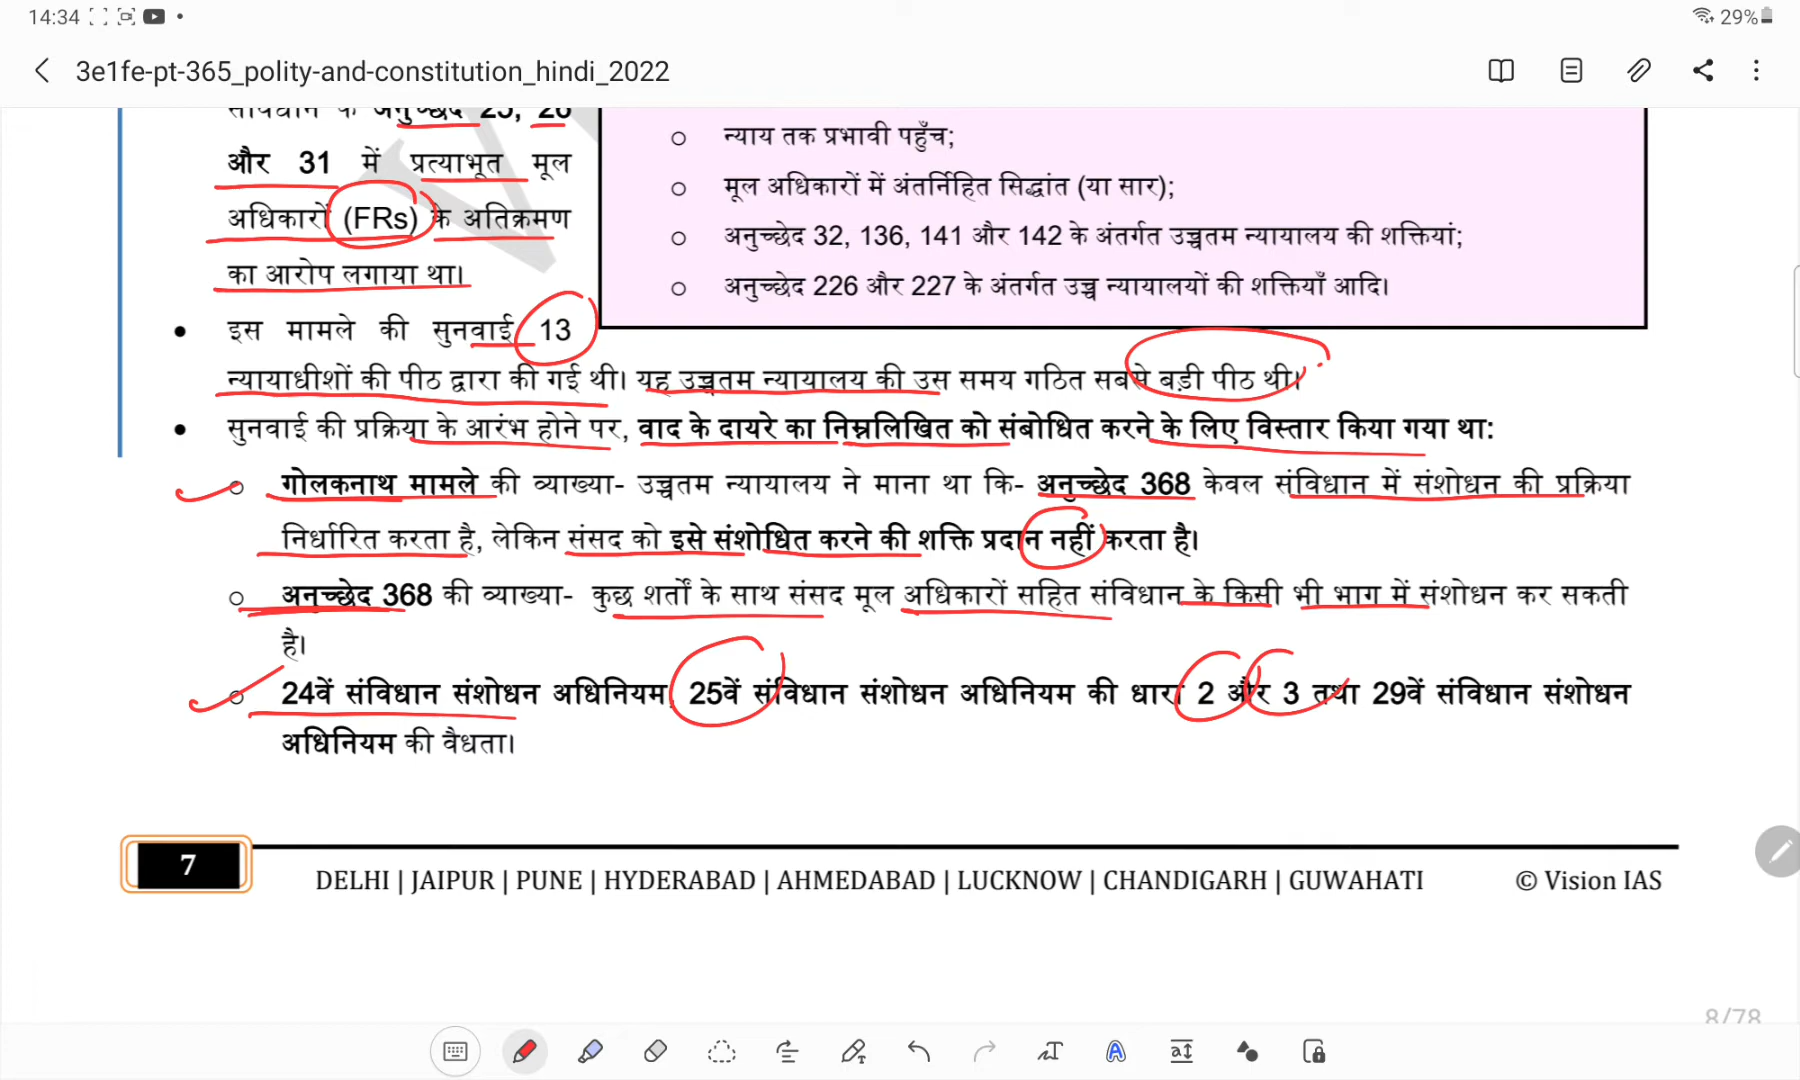 14:34
29%
3e1fe-pt-365_polity-and-constitution_hindi_2022
संविधान के अनुच्छेद 25, 26
और 31 में प्रत्याभूत मूल
अधिकारों (FRs) के अतिक्रमण
का आरोप लगाया था।
न्याय तक प्रभावी पहुँच;
मूल अधिकारों में अंतर्निहित सिद्धांत (या सार);
अनुच्छेद 32, 136, 141 और 142 के अंतर्गत उच्चतम न्यायालय की शक्तियां;
अनुच्छेद 226 और 227 के अंतर्गत उच्च न्यायालयों की शक्तियाँ आदि।
इस मामले की सुनवाई 13
न्यायाधीशों की पीठ द्वारा की गई थी। यह उच्चतम न्यायालय की उस समय गठित सबसे बड़ी पीठ थी।
सुनवाई की प्रक्रिया के आरंभ होने पर, वाद के दायरे का निम्नलिखित को संबोधित करने के लिए विस्तार किया गया था:
गोलकनाथ मामले की व्याख्या- उच्चतम न्यायालय ने माना था कि- अनुच्छेद 368 केवल संविधान में संशोधन की प्रक्रिया
निर्धारित करता है, लेकिन संसद को इसे संशोधित करने की शक्ति प्रदान नहीं करता है।
अनुच्छेद 368 की व्याख्या- कुछ शर्तों के साथ संसद मूल अधिकारों सहित संविधान के किसी भी भाग में संशोधन कर सकती
है।
24वें संविधान संशोधन अधिनियम, 25वें संविधान संशोधन अधिनियम की धारा 2 और 3 तथा 29वें संविधान संशोधन
अधिनियम की वैधता।
7
DELHI | JAIPUR | PUNE | HYDERABAD | AHMEDABAD | LUCKNOW | CHANDIGARH | GUWAHATI
© Vision IAS
8/78